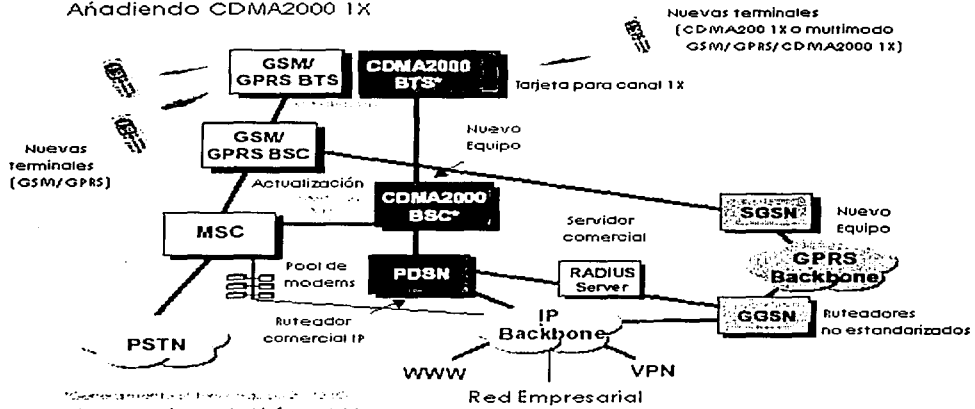 Añadiendo CDMA2000 1X
Nuevas terminales
(CDMA200 1X o multimodo
GSM/GPRS/CDMA2000 1X)
GSM/
GPRS BTS
CDMA2000
BTS*
Tarjeta para canal 1X
Nuevas
terminales
(GSM/GPRS)
GSM/
GPRS BSC
Nuevo
Equipo
Actualización
CDMA2000
BSC*
MSC
Servidor
comercial
SGSN
Nuevo
Equipo
GPRS
Backbone
Pool de
modems
PDSN
RADIUS
Server
GGSN
Ruteadores
no estandarizados
Ruteador
comercial IP
IP
Backbone
PSTN
WWW
VPN
Red Empresarial